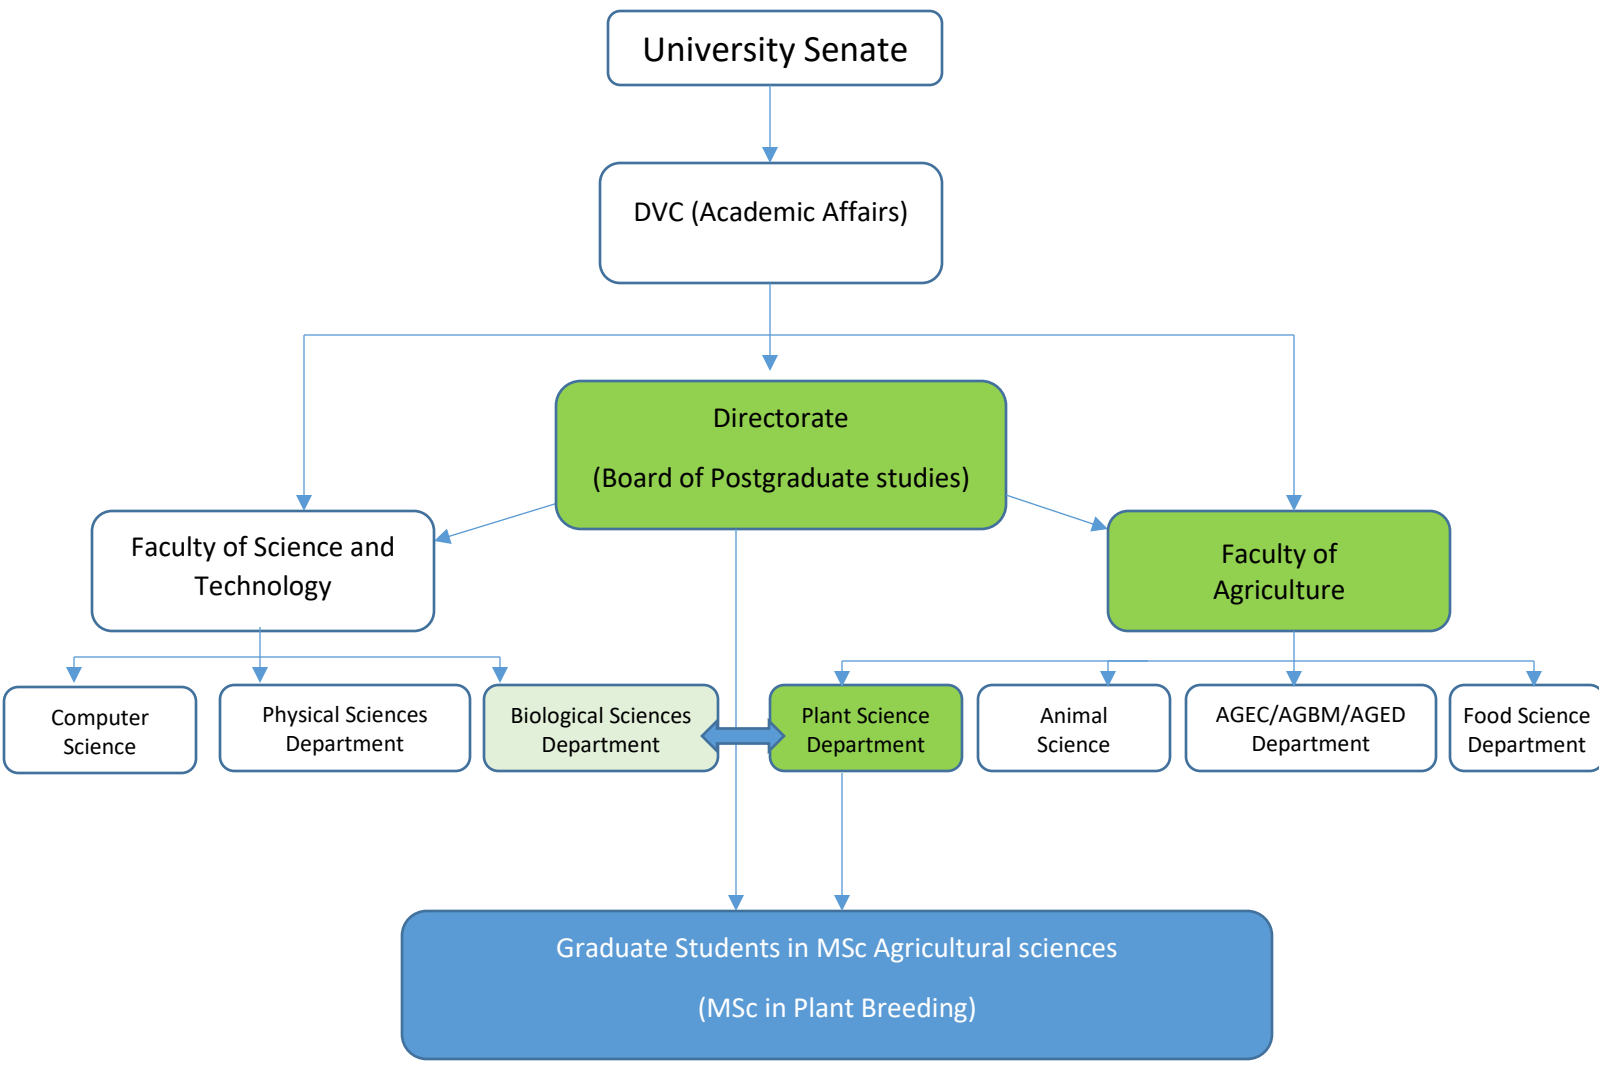 University Senate
DVC (Academic Affairs)
Directorate
(Board of Postgraduate studies)
Faculty of Science and
Technology
Faculty of
Agriculture
Computer
Science
Physical Sciences
Department
Biological Sciences
Department
Plant Science
Department
Animal
Science
AGEC/AGBM/AGED
Department
Food Science
Department
Graduate Students in MSc Agricultural sciences
(MSc in Plant Breeding)